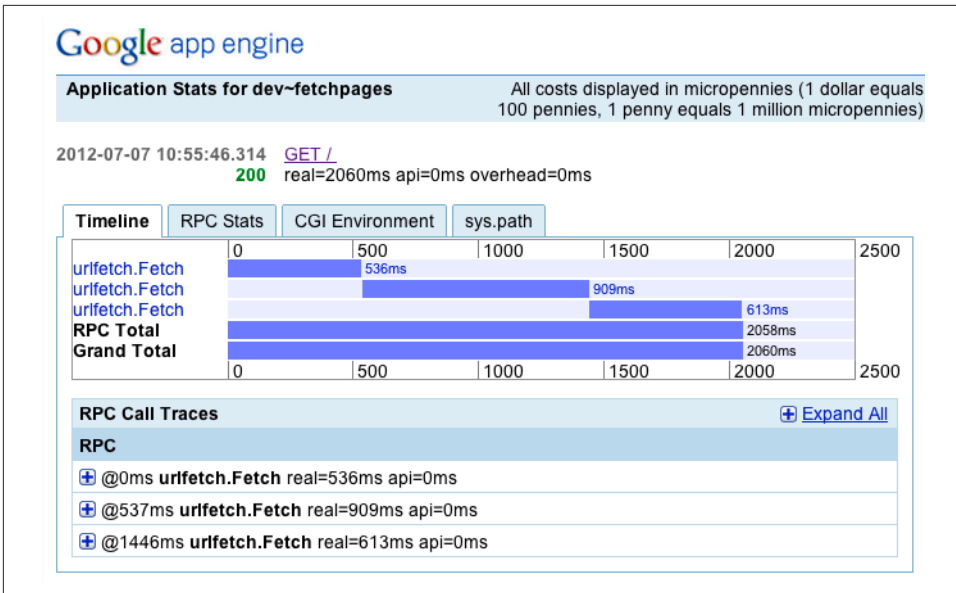 Google app engine
Application Stats for dev~fetchpages
All costs displayed in micropennies (1 dollar equals
100 pennies, 1 penny equals 1 million micropennies)
2012-07-07 10:55:46.314 GET /
200 real=2060ms api=0ms overhead=0ms
Timeline RPC Stats CGI Environment sys.path
0 500 1000 1500 2000 2500
urlfetch.Fetch 536ms
urlfetch.Fetch 909ms
urlfetch.Fetch 613ms
RPC Total 2058ms
Grand Total 2060ms
0 500 1000 1500 2000 2500
RPC Call Traces Expand All
RPC
@0ms urlfetch.Fetch real=536ms api=0ms
@537ms urlfetch.Fetch real=909ms api=0ms
@1446ms urlfetch.Fetch real=613ms api=0ms